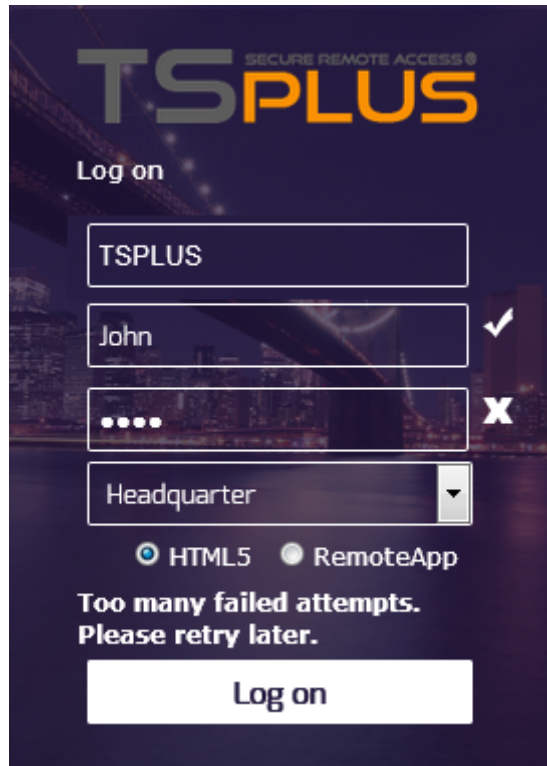 SECURE REMOTE ACCESS®
TSPLUS
Log on
TSPLUS
John
••••
Headquarter
HTML5 RemoteApp
Too many failed attempts.
Please retry later.
Log on